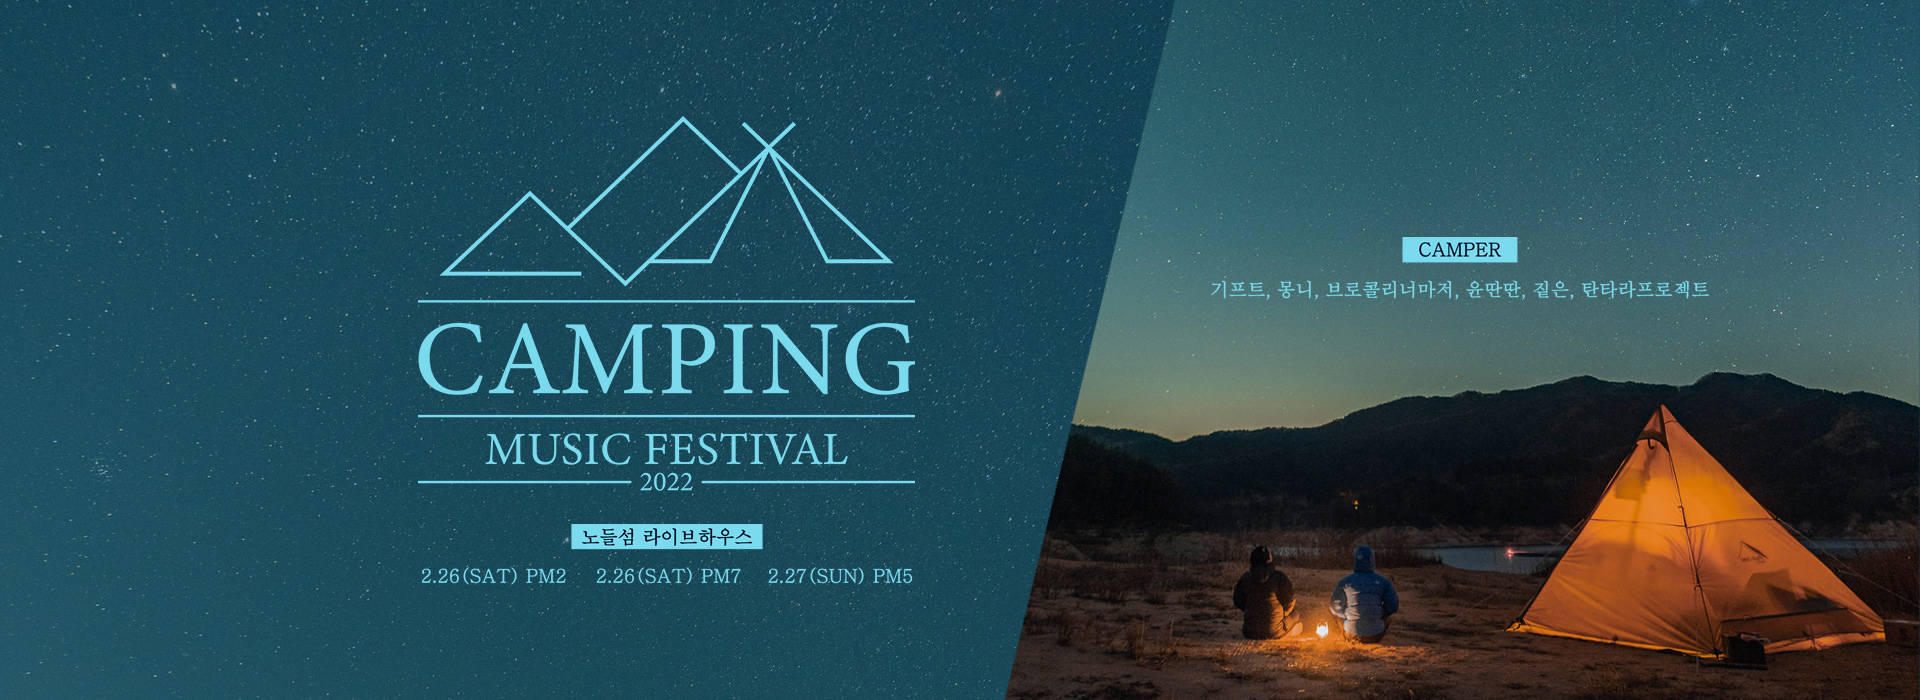 CAMPING
MUSIC FESTIVAL
2022
노들섬 라이브하우스
2.26(SAT) PM2 2.26(SAT) PM7 2.27(SUN) PM5
CAMPER
기프트, 몽니, 브로콜리너마저, 윤딴딴, 짙은, 탄타라프로젝트